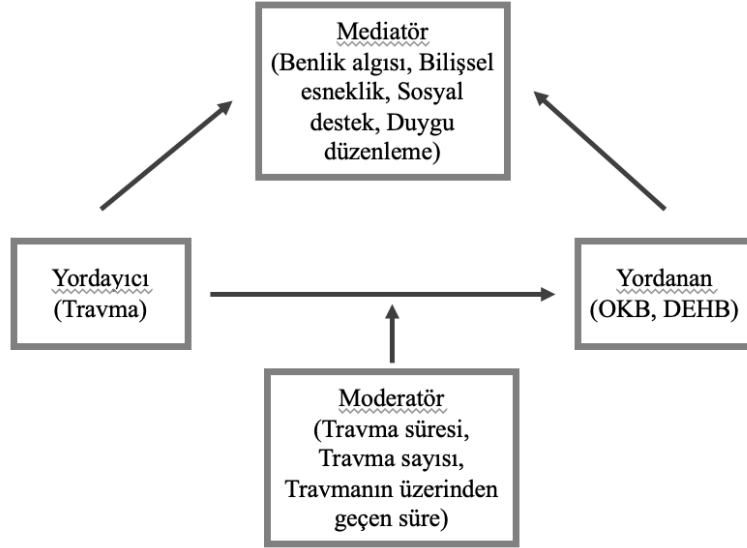 Mediatör
(Benlik algısı, Bilişsel
esneklik, Sosyal
destek, Duygu
düzenleme)
Yordayıcı
(Travma)
Yordanan
(OKB, DEHB)
Moderatör
(Travma süresi,
Travma sayısı,
Travmanın üzerinden
geçen süre)